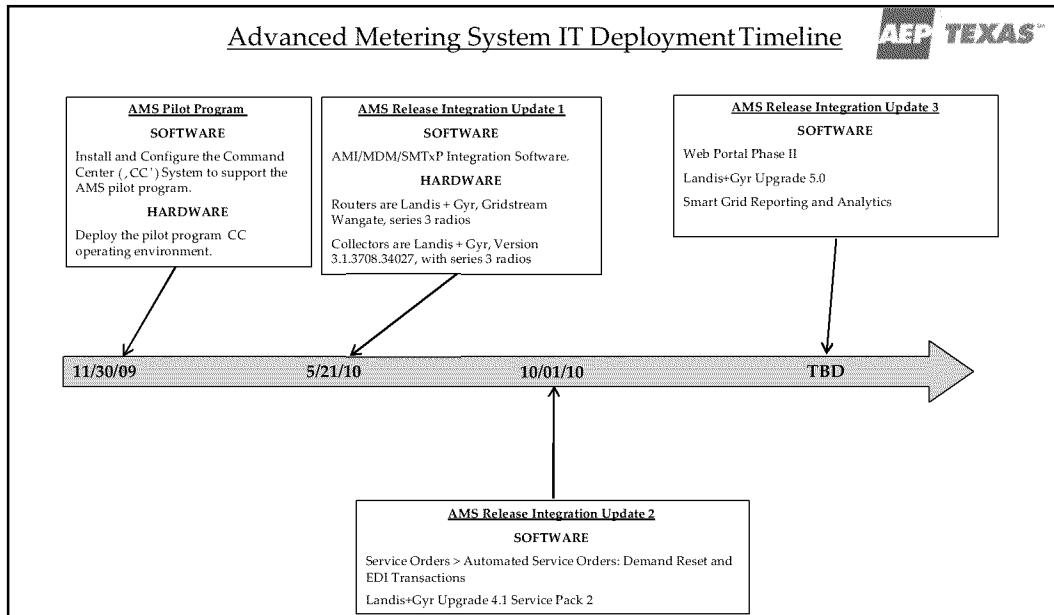 Advanced Metering System IT Deployment Timeline
AEP TEXAS
AMS Pilot Program
SOFTWARE
Install and Configure the Command
Center (‚CC') System to support the
AMS pilot program.
HARDWARE
Deploy the pilot program CC
operating environment.
AMS Release Integration Update 1
SOFTWARE
AMI/MDM/SMTxP Integration Software.
HARDWARE
Routers are Landis + Gyr, Gridstream
Wangate, series 3 radios
Collectors are Landis + Gyr, Version
3.1.3708.34027, with series 3 radios
AMS Release Integration Update 3
SOFTWARE
Web Portal Phase II
Landis+Gyr Upgrade 5.0
Smart Grid Reporting and Analytics
11/30/09
5/21/10
10/01/10
TBD
AMS Release Integration Update 2
SOFTWARE
Service Orders > Automated Service Orders: Demand Reset and
EDI Transactions
Landis+Gyr Upgrade 4.1 Service Pack 2